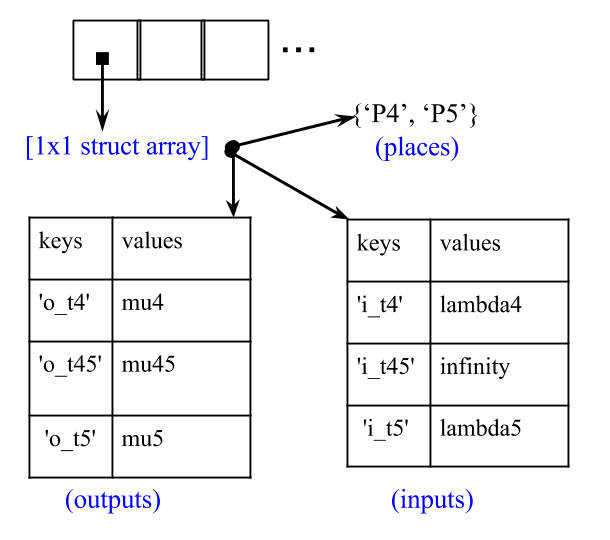 ...
{‘P4’, ‘P5’}
[1x1 struct array]
(places)
keys values
'o_t4' mu4
'o_t45' mu45
'o_t5' mu5
(outputs)
keys values
'i_t4' lambda4
'i_t45' infinity
'i_t5' lambda5
(inputs)